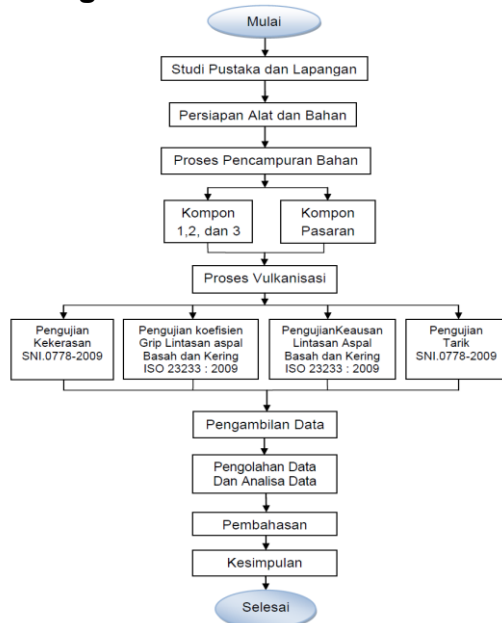 Mulai
Studi Pustaka dan Lapangan
Persiapan Alat dan Bahan
Proses Pencampuran Bahan
Kompon
1,2, dan 3
Kompon
Pasaran
Proses Vulkanisasi
Pengujian
Kekerasan
SNI.0778-2009
Pengujian koefisien
Grip Lintasan aspal
Basah dan Kering
ISO 23233 : 2009
PengujianKeausan
Lintasan Aspal
Basah dan Kering
ISO 23233 : 2009
Pengujian
Tarik
SNI.0778-2009
Pengambilan Data
Pengolahan Data
Dan Analisa Data
Pembahasan
Kesimpulan
Selesai